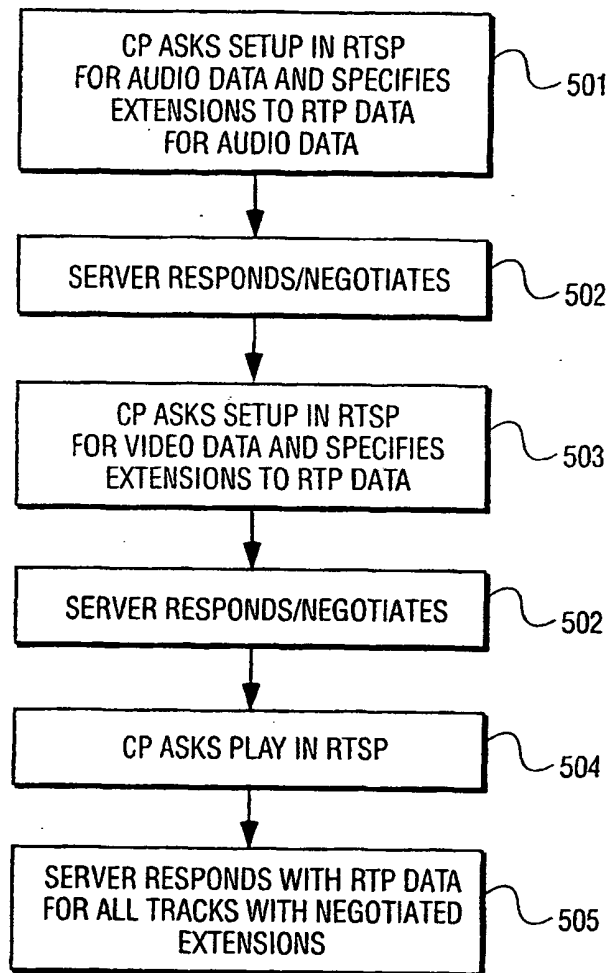 CP ASKS SETUP IN RTSP
FOR AUDIO DATA AND SPECIFIES
EXTENSIONS TO RTP DATA
FOR AUDIO DATA
501
SERVER RESPONDS/NEGOTIATES
502
CP ASKS SETUP IN RTSP
FOR VIDEO DATA AND SPECIFIES
EXTENSIONS TO RTP DATA
503
SERVER RESPONDS/NEGOTIATES
502
CP ASKS PLAY IN RTSP
504
SERVER RESPONDS WITH RTP DATA
FOR ALL TRACKS WITH NEGOTIATED
EXTENSIONS
505